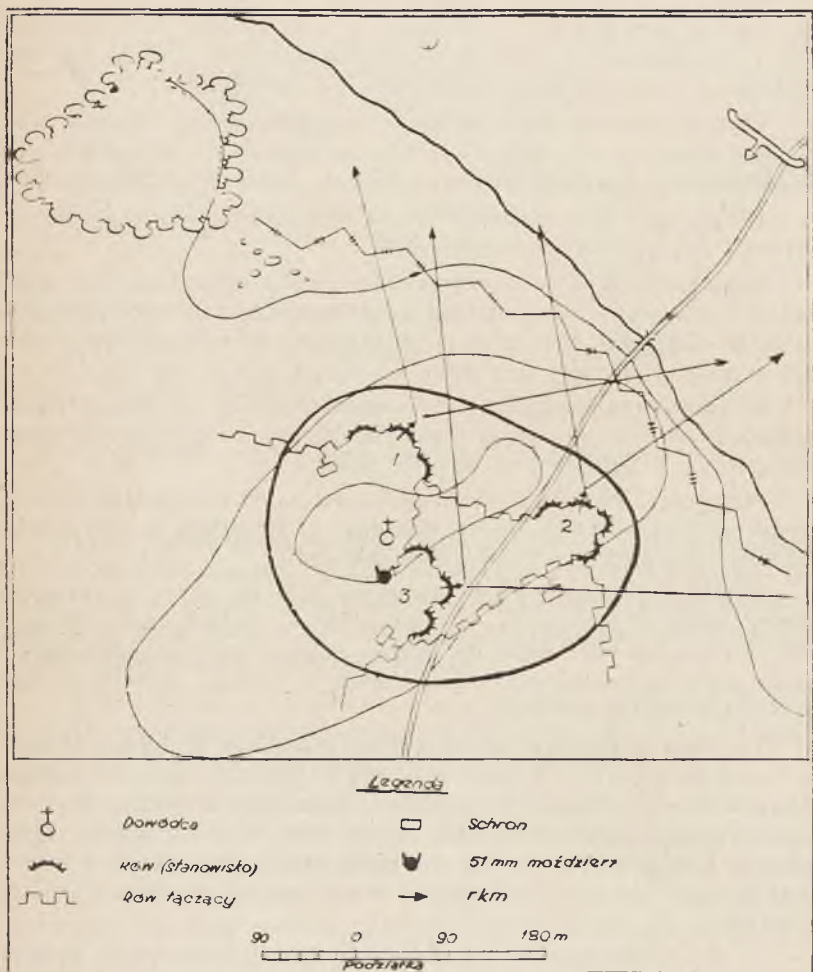 1
2
3
Legenda
Dowódca
Schron
Rów (stanowisko)
51 mm moździerz
Rów łączący
rkm
90 0 90 180 m
Podziałka